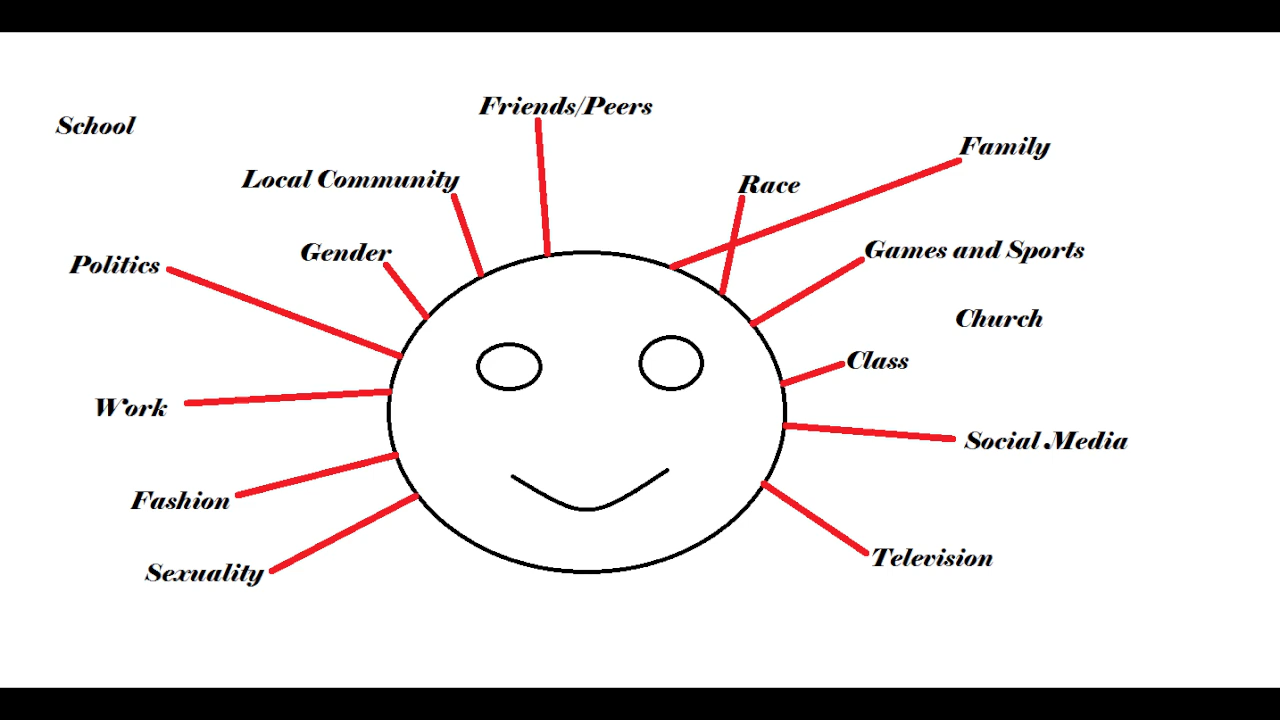 Friends/Peers
School
Family
Local Community
Race
Gender
Games and Sports
Politics
Church
Class
Work
Social Media
Fashion
Television
Sexuality